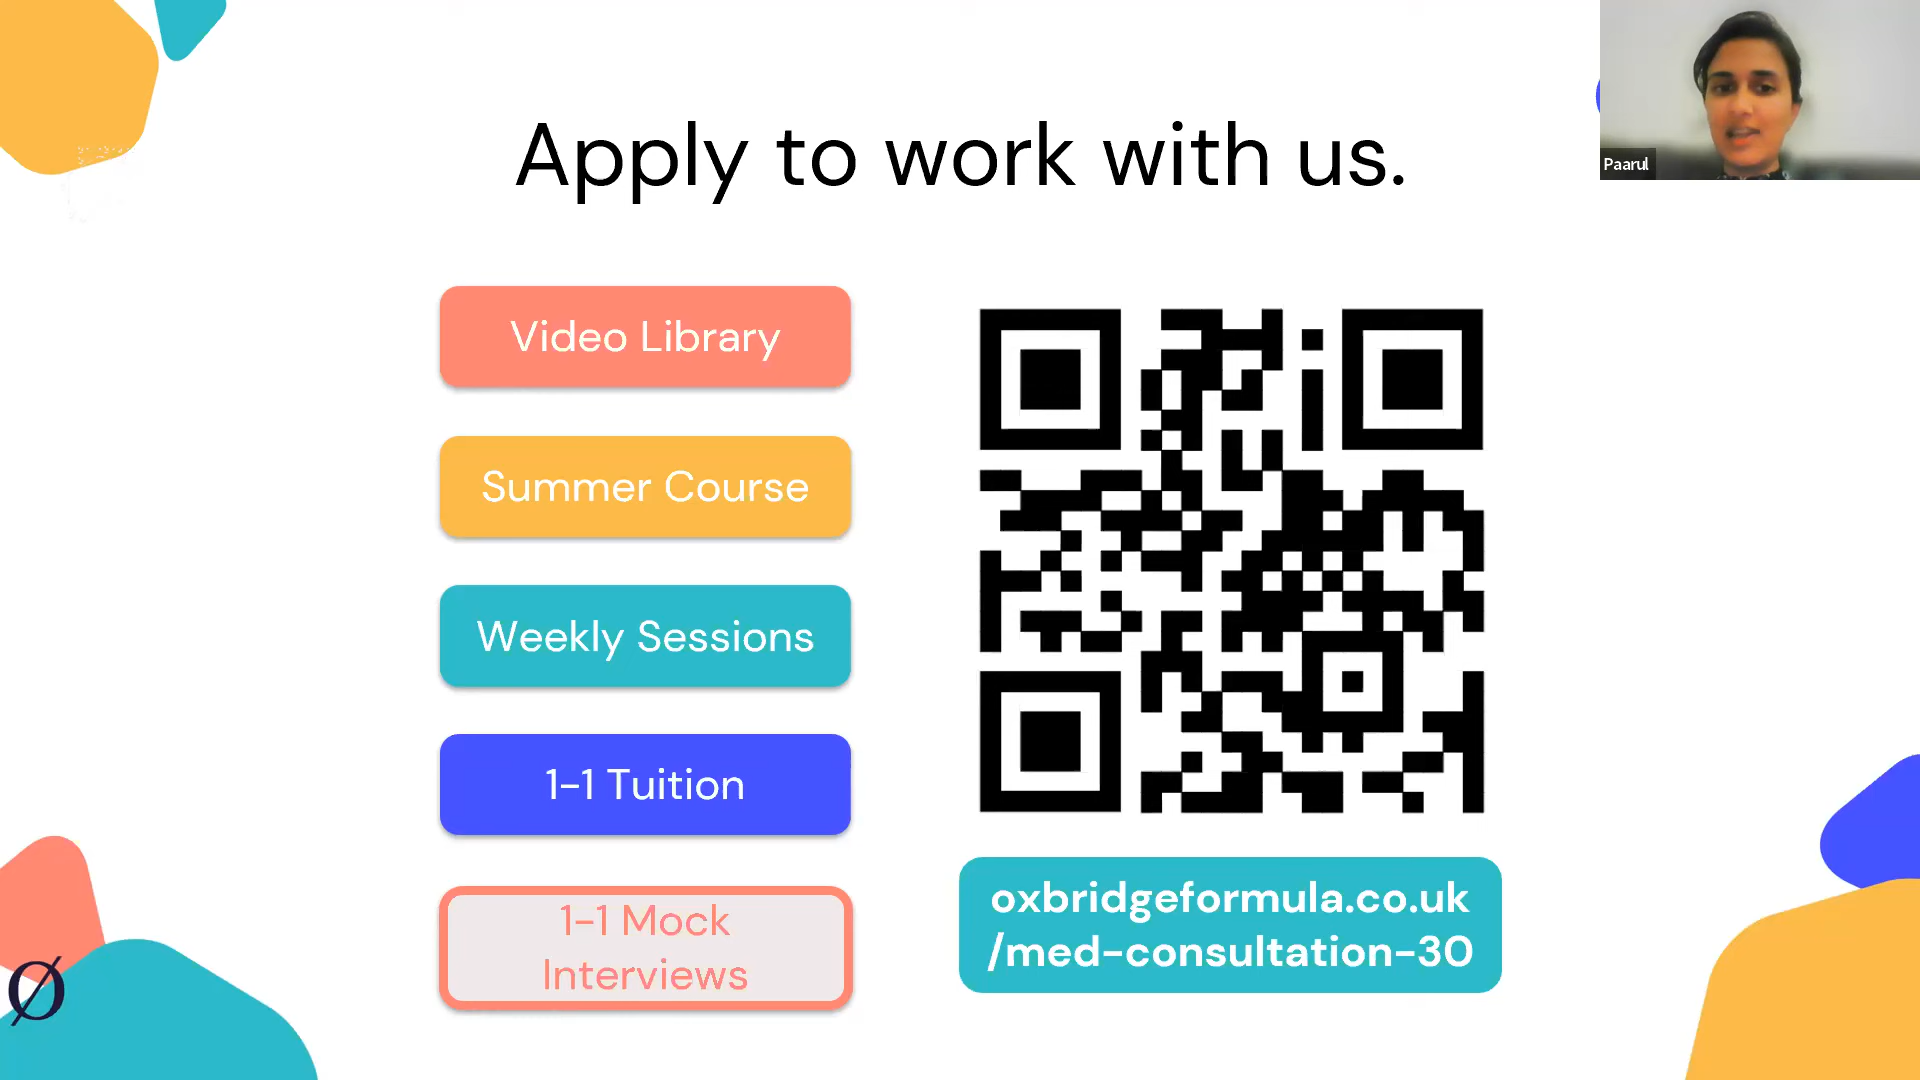 Apply to work with us.
Paarul
Video Library
Summer Course
Weekly Sessions
1-1 Tuition
1-1 Mock
Interviews
oxbridgeformula.co.uk
/med-consultation-30
Ø